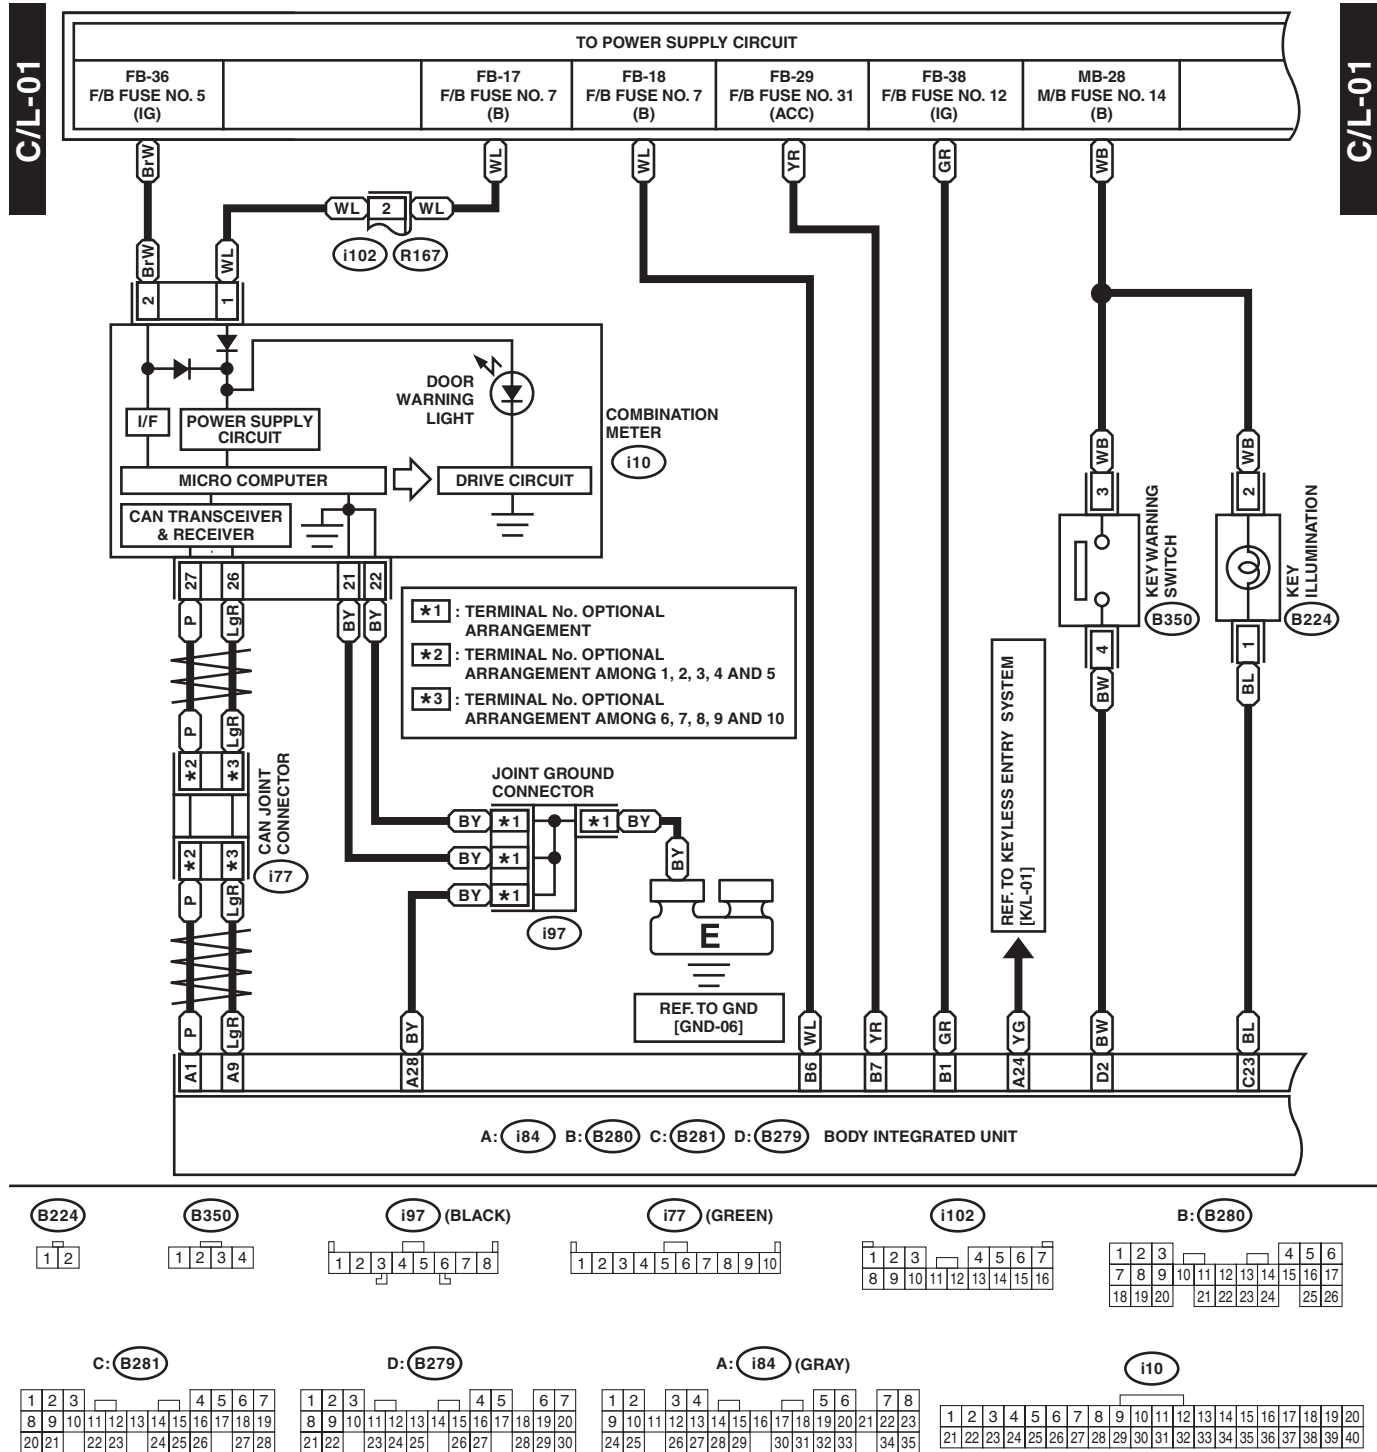 C/L-01
C/L-01
TO POWER SUPPLY CIRCUIT
FB-36
F/B FUSE NO. 5
(IG)
FB-17
F/B FUSE NO. 7
(B)
FB-18
F/B FUSE NO. 7
(B)
FB-29
F/B FUSE NO. 31
(ACC)
FB-38
F/B FUSE NO. 12
(IG)
MB-28
M/B FUSE NO. 14
(B)
BrW
WL
WL
YR
GR
WB
WL 2 WL
i102 R167
BrW
WL
2
1
DOOR
WARNING
LIGHT
I/F
POWER SUPPLY
CIRCUIT
COMBINATION
METER
i10
MICRO COMPUTER
DRIVE CIRCUIT
CAN TRANSCEIVER
& RECEIVER
WB
WB
3
2
KEY WARNING
SWITCH
B350
KEY
ILLUMINATION
B224
4
1
BW
BL
27
26
21
22
P
LgR
BY
BY
*1 : TERMINAL No. OPTIONAL
ARRANGEMENT
*2 : TERMINAL No. OPTIONAL
ARRANGEMENT AMONG 1, 2, 3, 4 AND 5
*3 : TERMINAL No. OPTIONAL
ARRANGEMENT AMONG 6, 7, 8, 9 AND 10
P
LgR
*2
*3
CAN JOINT
CONNECTOR
i77
*2
*3
P
LgR
JOINT GROUND
CONNECTOR
BY *1
*1 BY
BY *1
BY *1
BY
i97
E
REF. TO GND
[GND-06]
REF. TO KEYLESS ENTRY SYSTEM
[K/L-01]
P
LgR
BY
WL
YR
GR
YG
BW
BL
A1
A9
A28
B6
B7
B1
A24
D2
C23
A: i84 B: B280 C: B281 D: B279 BODY INTEGRATED UNIT
B224
1 2
B350
1 2 3 4
i97 (BLACK)
1 2 3 4 5 6 7 8
i77 (GREEN)
1 2 3 4 5 6 7 8 9 10
i102
1 2 3 4 5 6 7
8 9 10 11 12 13 14 15 16
B: B280
1 2 3 4 5 6
7 8 9 10 11 12 13 14 15 16 17
18 19 20 21 22 23 24 25 26
C: B281
1 2 3 4 5 6 7
8 9 10 11 12 13 14 15 16 17 18 19
20 21 22 23 24 25 26 27 28
D: B279
1 2 3 4 5 6 7
8 9 10 11 12 13 14 15 16 17 18 19 20
21 22 23 24 25 26 27 28 29 30
A: i84 (GRAY)
1 2 3 4 5 6 7 8
9 10 11 12 13 14 15 16 17 18 19 20 21 22 23
24 25 26 27 28 29 30 31 32 33 34 35
i10
1 2 3 4 5 6 7 8 9 10 11 12 13 14 15 16 17 18 19 20
21 22 23 24 25 26 27 28 29 30 31 32 33 34 35 36 37 38 39 40